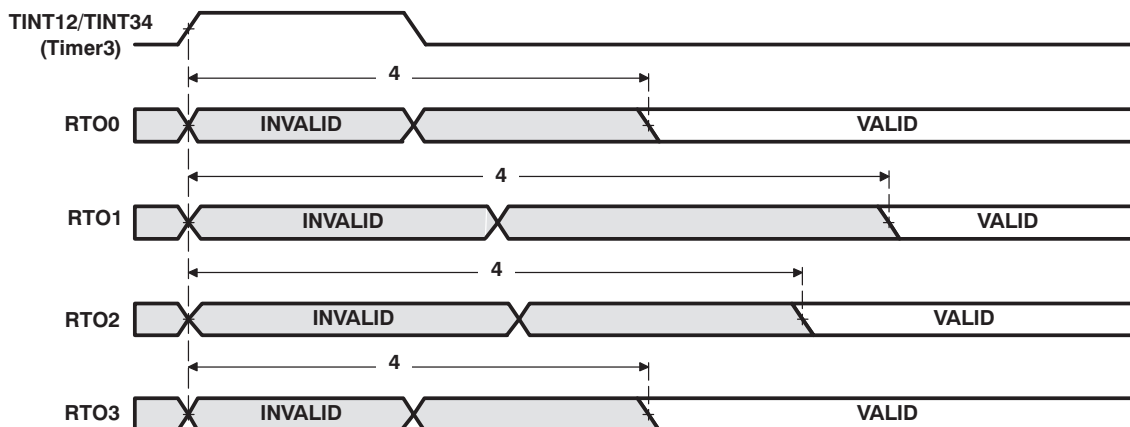 TINT12/TINT34
(Timer3)
4
RTO0 INVALID VALID
4
RTO1 INVALID VALID
4
RTO2 INVALID VALID
4
RTO3 INVALID VALID